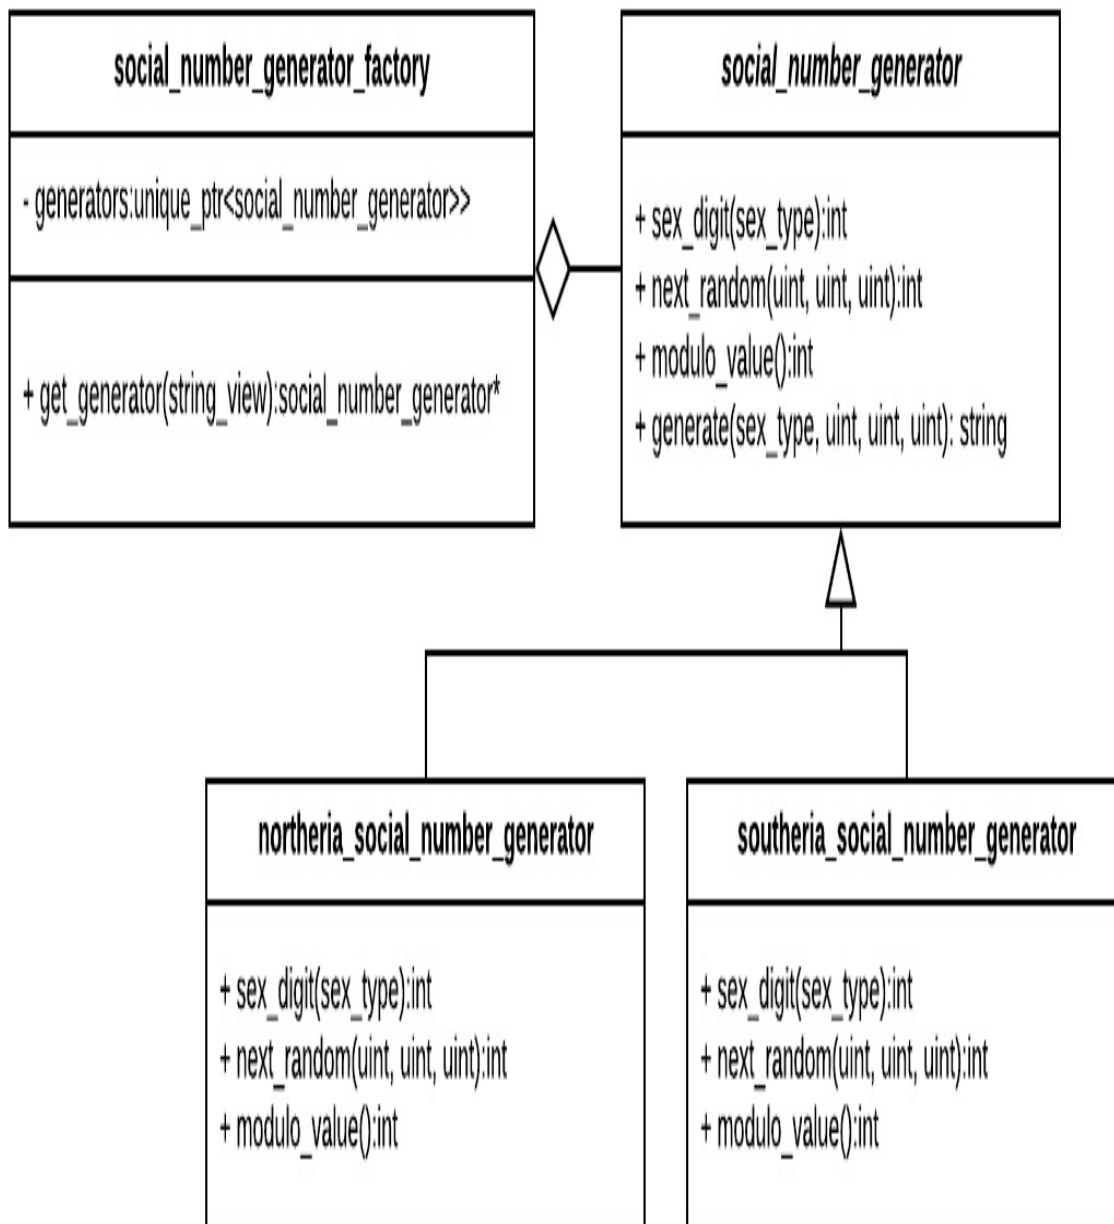 social_number_generator_factory
- generators:unique_ptr<social_number_generator>>
+ get_generator(string_view):social_number_generator*
social_number_generator
+ sex_digit(sex_type):int
+ next_random(uint, uint, uint):int
+ modulo_value():int
+ generate(sex_type, uint, uint, uint): string
northeria_social_number_generator
+ sex_digit(sex_type):int
+ next_random(uint, uint, uint):int
+ modulo_value():int
southeria_social_number_generator
+ sex_digit(sex_type):int
+ next_random(uint, uint, uint):int
+ modulo_value():int